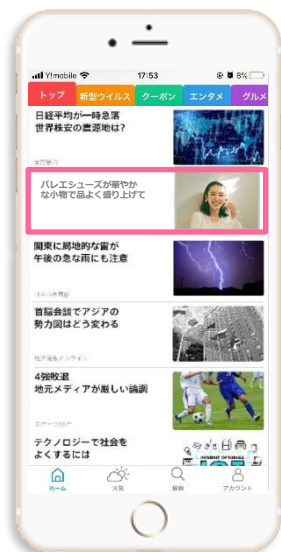 Y!mobile
17:53
8%
トップ
新型ウイルス
クーポン
エンタメ
グルメ
日経平均が一時急落
世界株安の震源地は?
バレエシューズが華やか
な小物で品よく盛り上げて
関東に局地的な雷が
午後の急な雨にも注意
首脳会談でアジアの
勢力図はどう変わる
4強敗退
地元メディアが厳しい論調
テクノロジーで社会を
よくするには
INTERNET OF THINGS
ホーム
天気
検索
アカウント